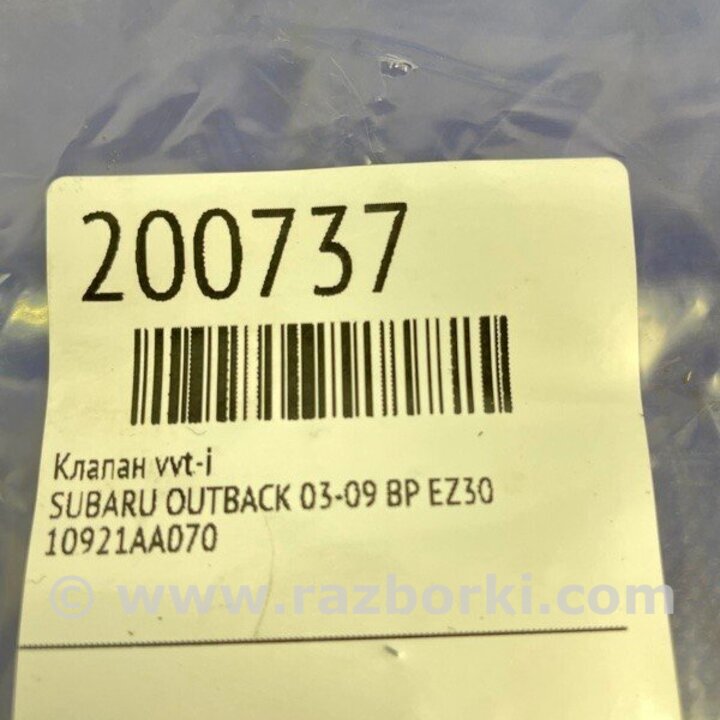 200737
Клапан vvt-i
SUBARU OUTBACK 03-09 BP EZ30
10921AA070
© www.razborki.com